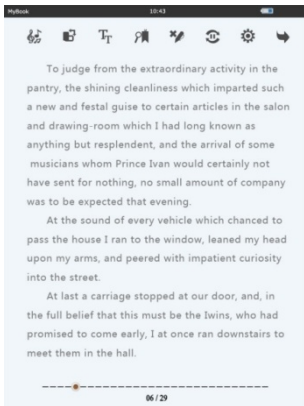 MyBook
10:43
To judge from the extraordinary activity in the
pantry, the shining cleanliness which imparted such
a new and festal guise to certain articles in the salon
and drawing-room which I had long known as
anything but resplendent, and the arrival of some
musicians whom Prince Ivan would certainly not
have sent for nothing, no small amount of company
was to be expected that evening.
At the sound of every vehicle which chanced to
pass the house I ran to the window, leaned my head
upon my arms, and peered with impatient curiosity
into the street.
At last a carriage stopped at our door, and, in
the full belief that this must be the Iwins, who had
promised to come early, I at once ran downstairs to
meet them in the hall.
06 / 29